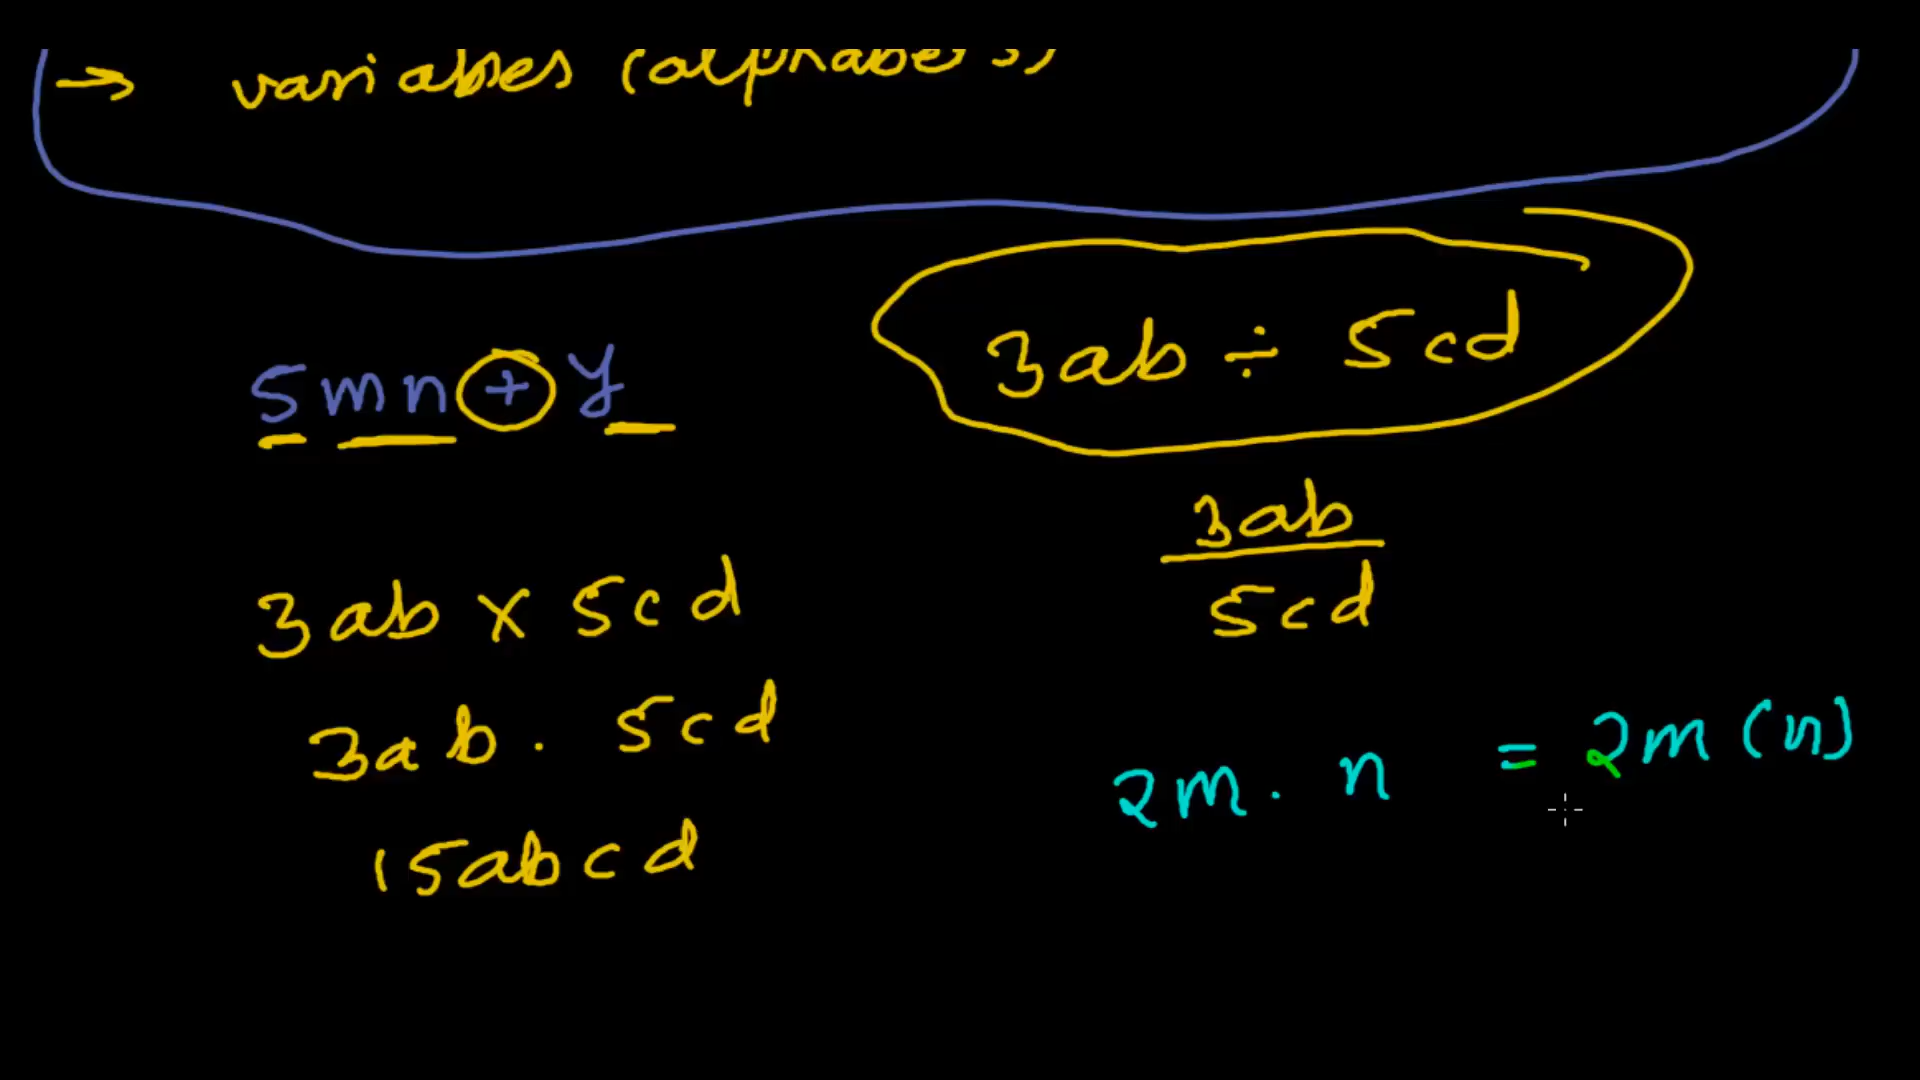 → variables (alphabets)
5mn + y
3ab ÷ 5cd
3ab
5cd
3ab x 5cd
3ab . 5cd
15abcd
2m . n = 2m (n)